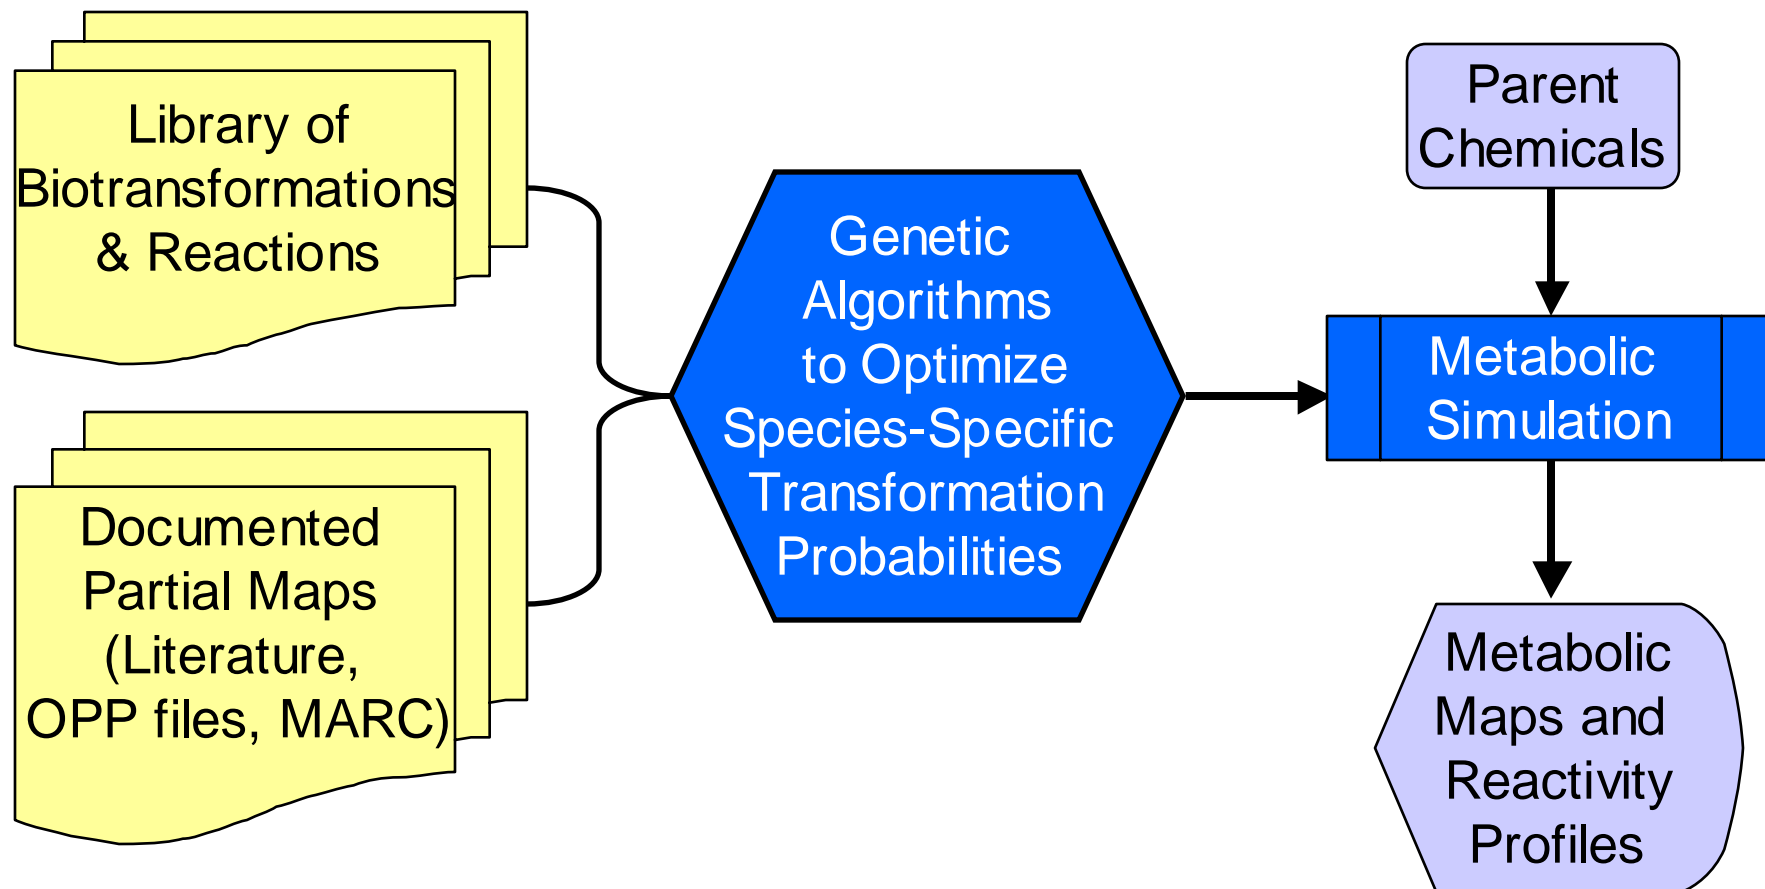 Library of
Biotransformations
& Reactions
Documented
Partial Maps
(Literature,
OPP files, MARC)
Genetic
Algorithms
to Optimize
Species-Specific
Transformation
Probabilities
Parent
Chemicals
Metabolic
Simulation
Metabolic
Maps and
Reactivity
Profiles